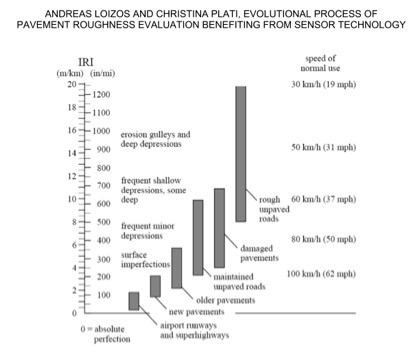 ANDREAS LOIZOS AND CHRISTINA PLATI, EVOLUTIONAL PROCESS OF
PAVEMENT ROUGHNESS EVALUATION BENEFITING FROM SENSOR TECHNOLOGY
IRI
(m/km) (in/mi)
speed of
normal use
20
1200
30 km/h (19 mph)
18
1100
16
1000
erosion gulleys and
deep depressions
900
50 km/h (31 mph)
14
800
12
700
frequent shallow
depressions, some
deep
10
600
rough
unpaved
roads
60 km/h (37 mph)
8
500
frequent minor
depressions
400
80 km/h (50 mph)
6
damaged
pavements
300
surface
imperfections
4
200
maintained
unpaved roads
100 km/h (62 mph)
2
100
older pavements
new pavements
0
airport runways
and superhighways
0 = absolute
perfection